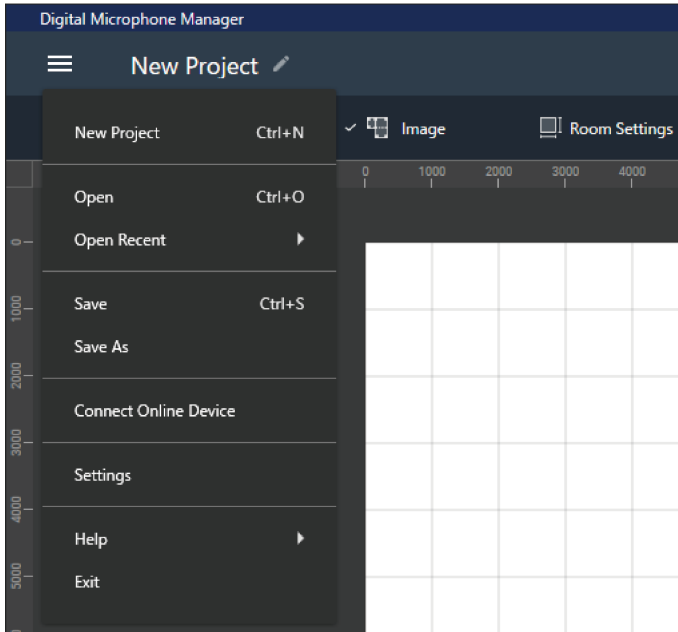 Digital Microphone Manager
New Project
New Project Ctrl+N
Image
Room Settings
Open Ctrl+O
Open Recent
Save Ctrl+S
Save As
Connect Online Device
Settings
Help
Exit
0 1000 2000 3000 4000
0
1000
2000
3000
4000
5000